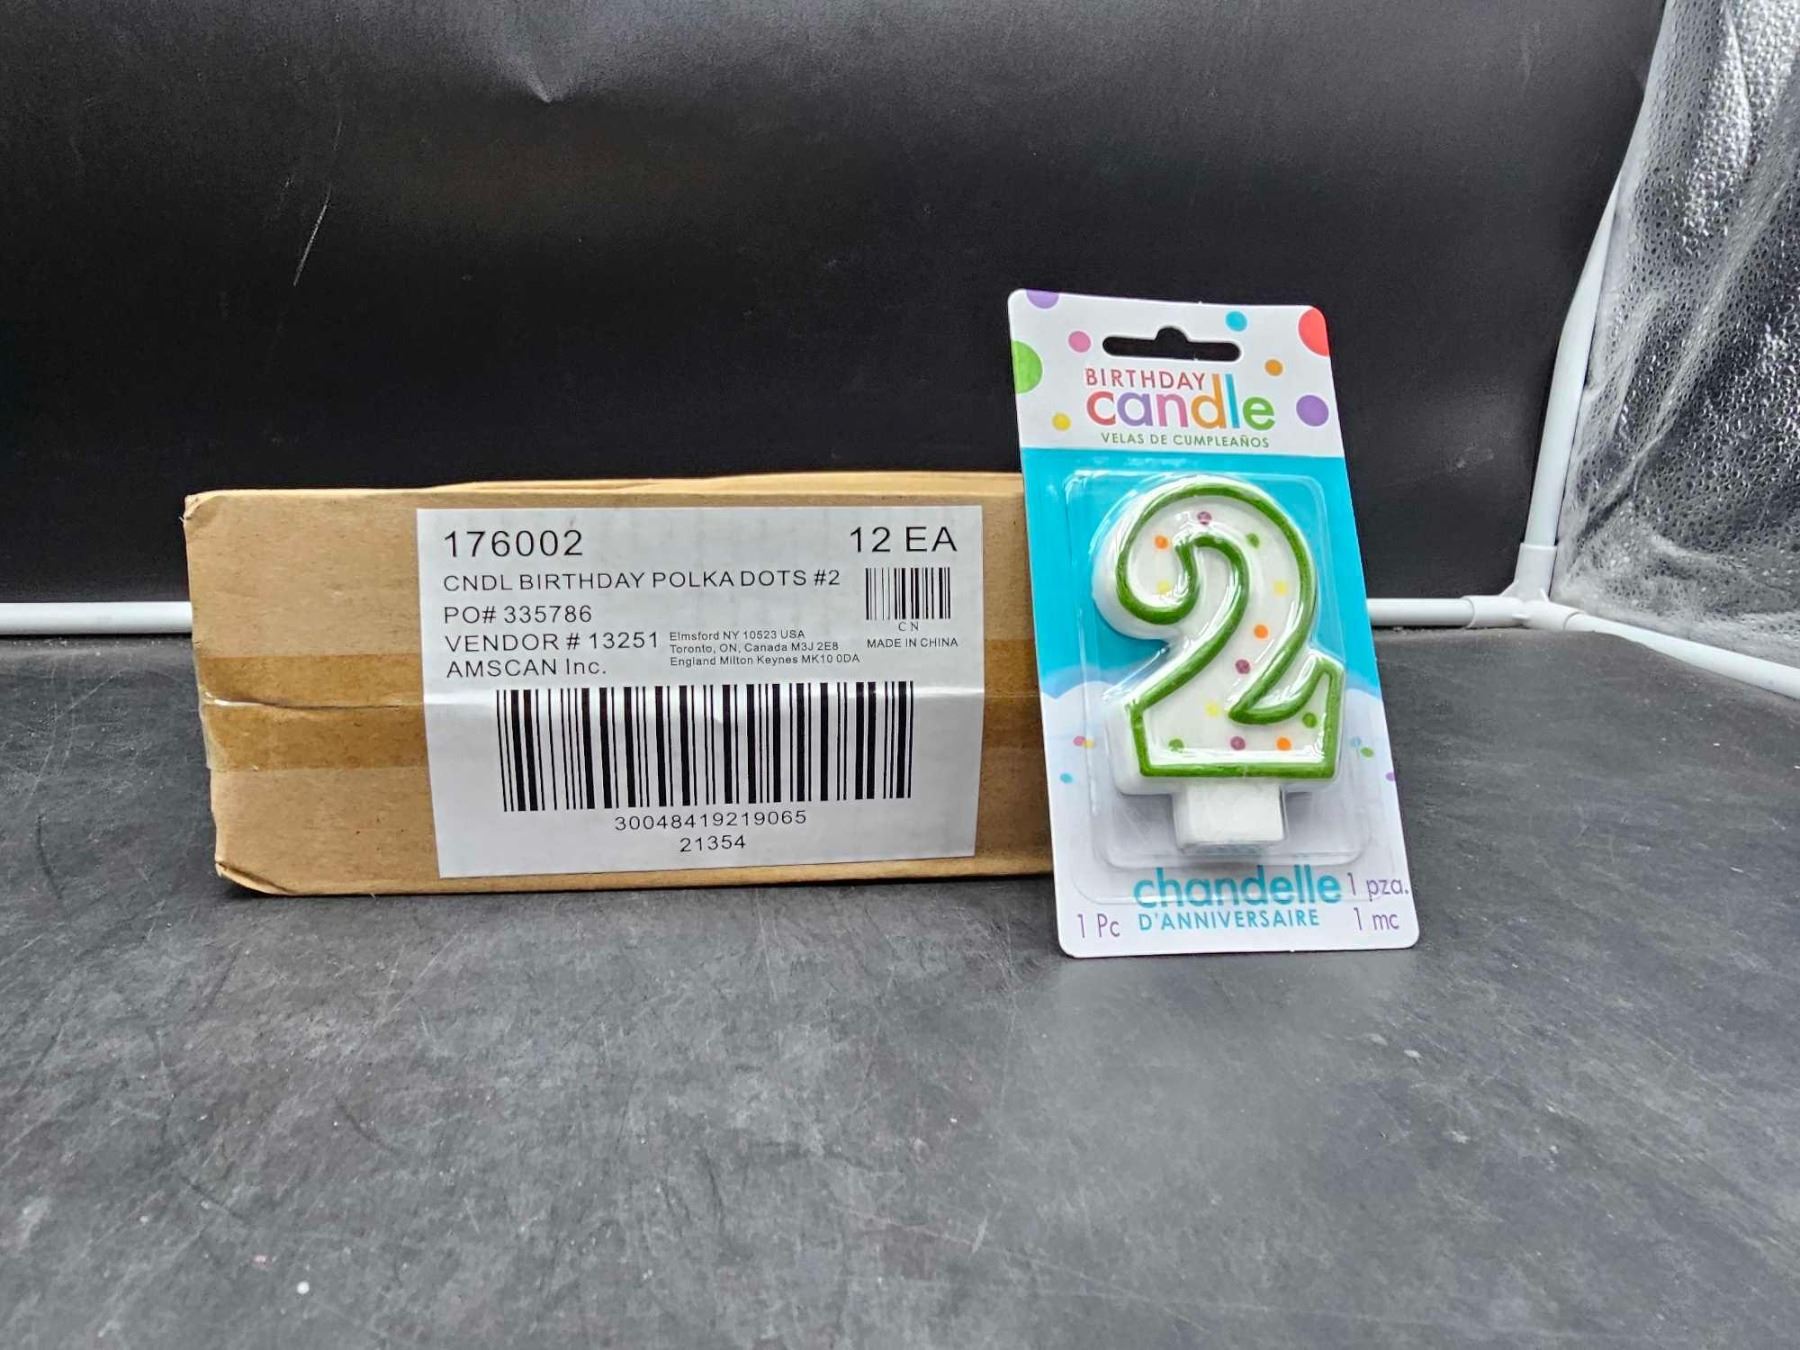 176002
12 EA
CNDL BIRTHDAY POLKA DOTS #2
PO# 335786
CN
VENDOR # 13251
Elmsford NY 10523 USA
Toronto, ON, Canada M3J 2E8
England Milton Keynes MK10 0DA
MADE IN CHINA
AMSCAN Inc.
30048419219065
21354
BIRTHDAY
candle
VELAS DE CUMPLEAÑOS
2
chandelle
D'ANNIVERSAIRE
1 Pc
1 pza.
1 mc